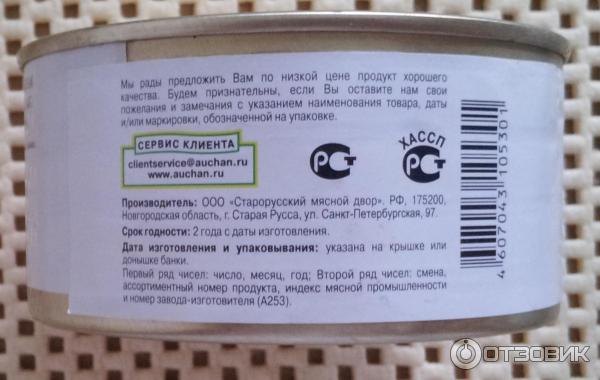 Мы рады предложить Вам по низкой цене продукт хорошего
качества. Будем признательны, если Вы оставите нам свои
пожелания и замечания с указанием наименования товара, даты
и/или маркировки, обозначенной на упаковке.
СЕРВИС КЛИЕНТА
clientservice@auchan.ru
www.auchan.ru
РСТ
ХАССП
РСТ
Производитель: ООО «Старорусский мясной двор». РФ, 175200,
Новгородская область, г. Старая Русса, ул. Санкт-Петербургская, 97.
Срок годности: 2 года с даты изготовления.
Дата изготовления и упаковывания: указана на крышке или
донышке банки.
Первый ряд чисел: число, месяц, год; Второй ряд чисел: смена,
ассортиментный номер продукта, индекс мясной промышленности
и номер завода-изготовителя (А253).
4 607043 105301
ОТЗОВИК